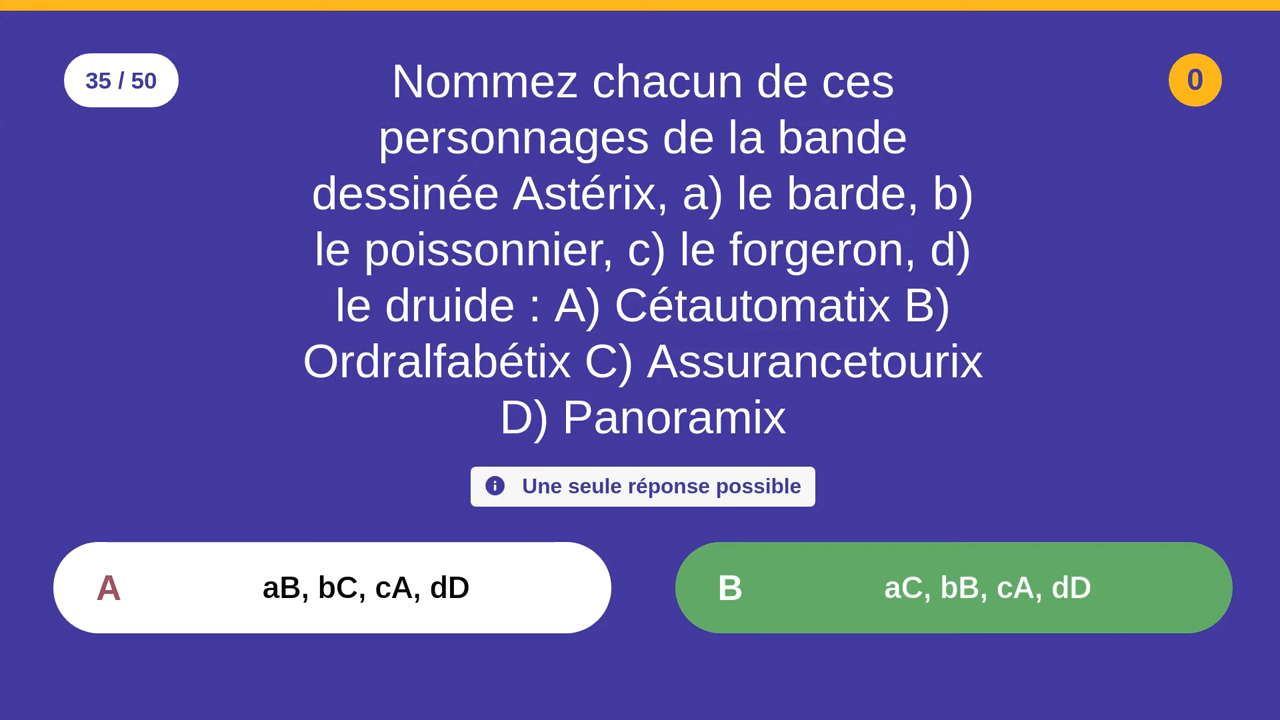 35 / 50
0
Nommez chacun de ces
personnages de la bande
dessinée Astérix, a) le barde, b)
le poissonnier, c) le forgeron, d)
le druide : A) Cétautomatix B)
Ordralfabétix C) Assurancetourix
D) Panoramix
Une seule réponse possible
A aB, bC, cA, dD
B aC, bB, cA, dD